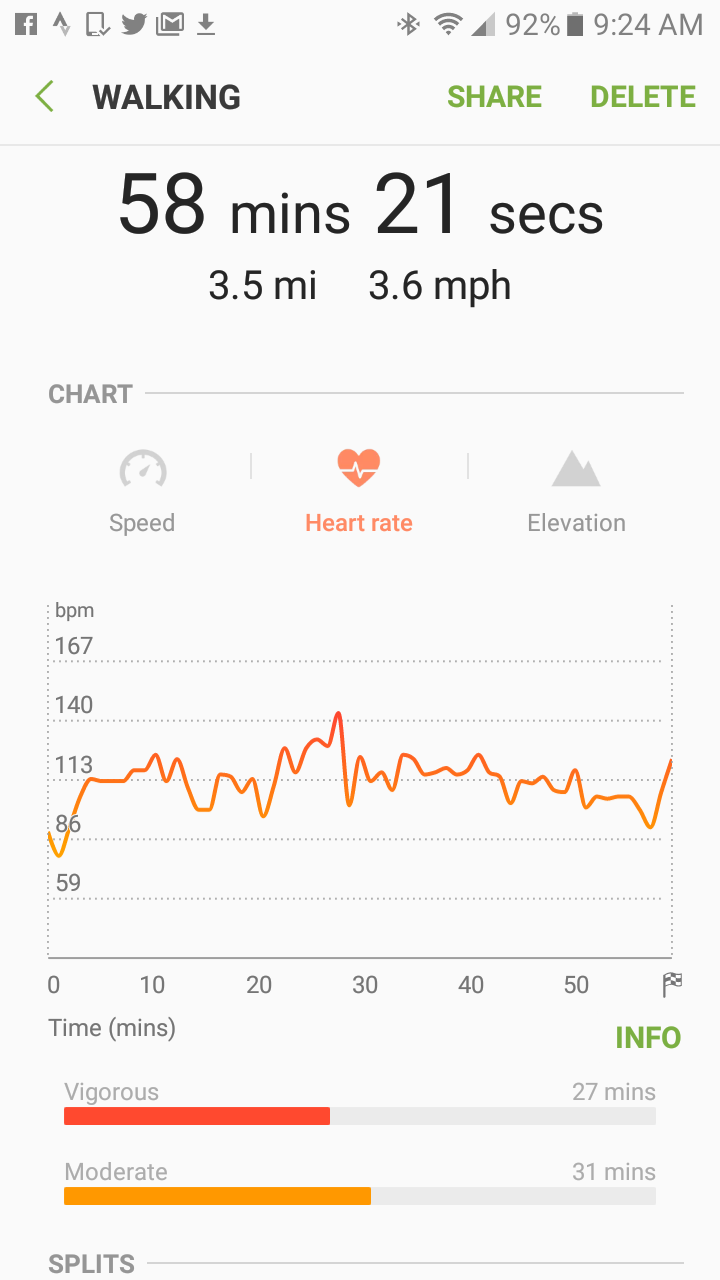 92% 9:24 AM
WALKING SHARE DELETE
58 mins 21 secs
3.5 mi 3.6 mph
CHART
Speed Heart rate Elevation
bpm
167
140
113
86
59
0 10 20 30 40 50
Time (mins)
INFO
Vigorous 27 mins
Moderate 31 mins
SPLITS